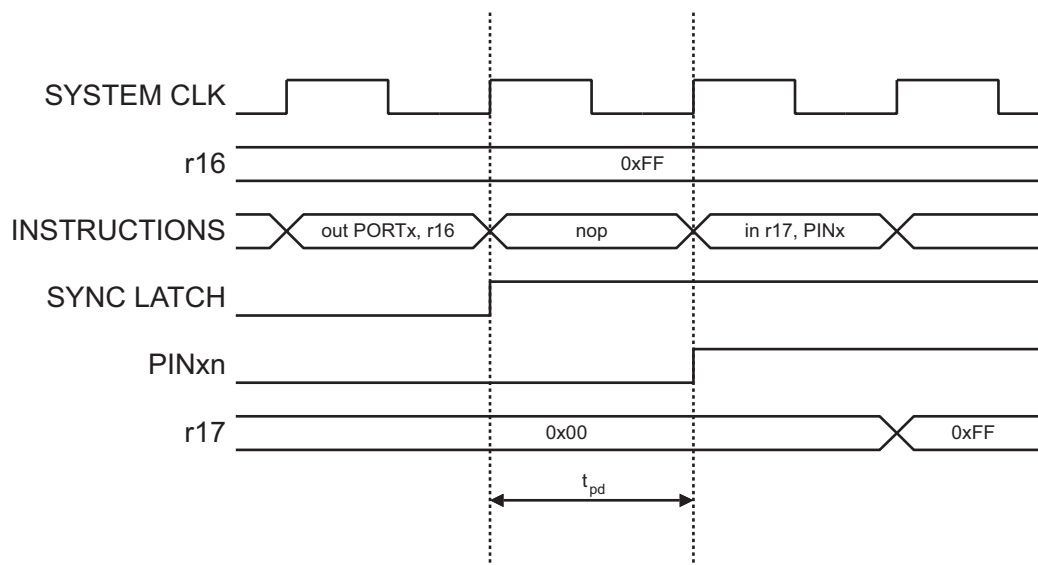 SYSTEM CLK
r16
0xFF
INSTRUCTIONS
out PORTx, r16
nop
in r17, PINx
SYNC LATCH
PINxn
r17
0x00
0xFF
tpd